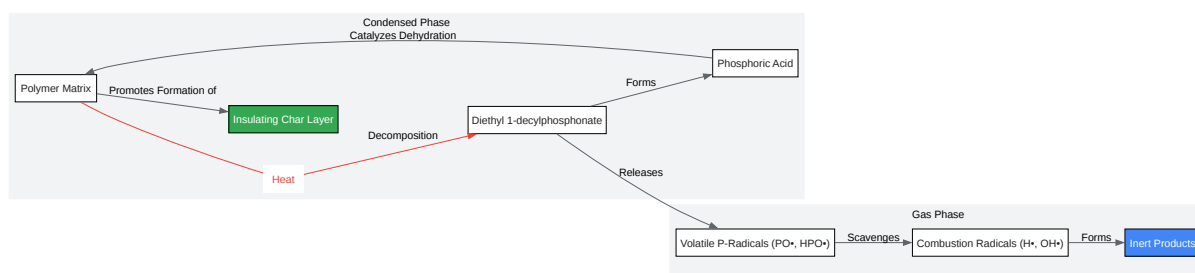 Condensed Phase
Catalyzes Dehydration
Phosphoric Acid
Polymer Matrix
Promotes Formation of
Forms
Insulating Char Layer
Diethyl 1-decylphosphonate
Decomposition
Heat
Releases
Gas Phase
Volatile P-Radicals (PO•, HPO•)
Scavenges
Combustion Radicals (H•, OH•)
Forms
Inert Products